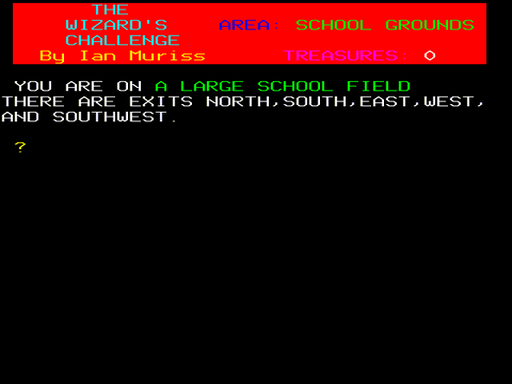 THE
WIZARD'S AREA: SCHOOL GROUNDS
CHALLENGE
By Ian Muriss TREASURES: 0
YOU ARE ON A LARGE SCHOOL FIELD
THERE ARE EXITS NORTH,SOUTH,EAST,WEST,
AND SOUTHWEST.
?